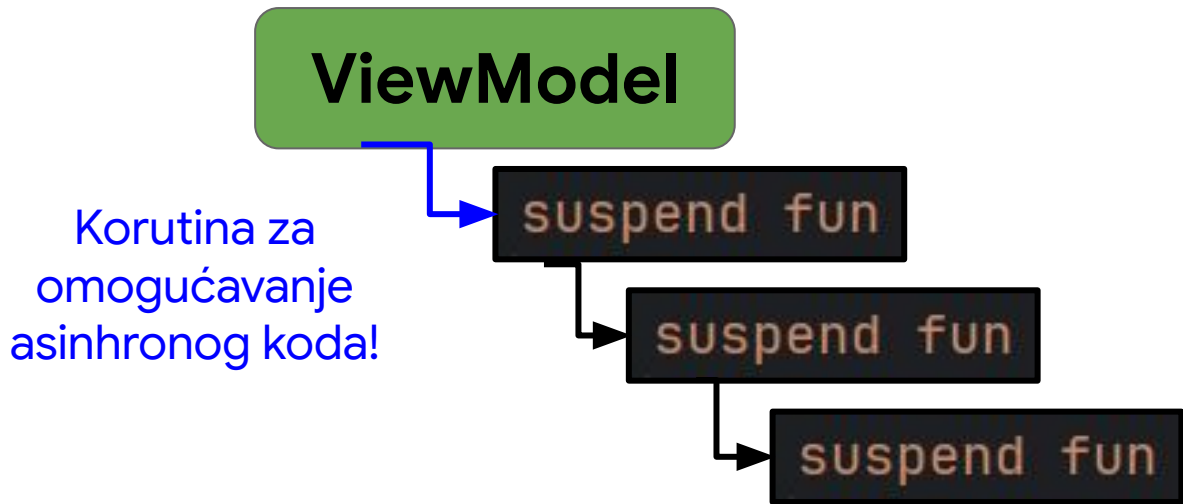 ViewModel
suspend fun
Korutina za
omogućavanje
asinhronog koda!
suspend fun
suspend fun